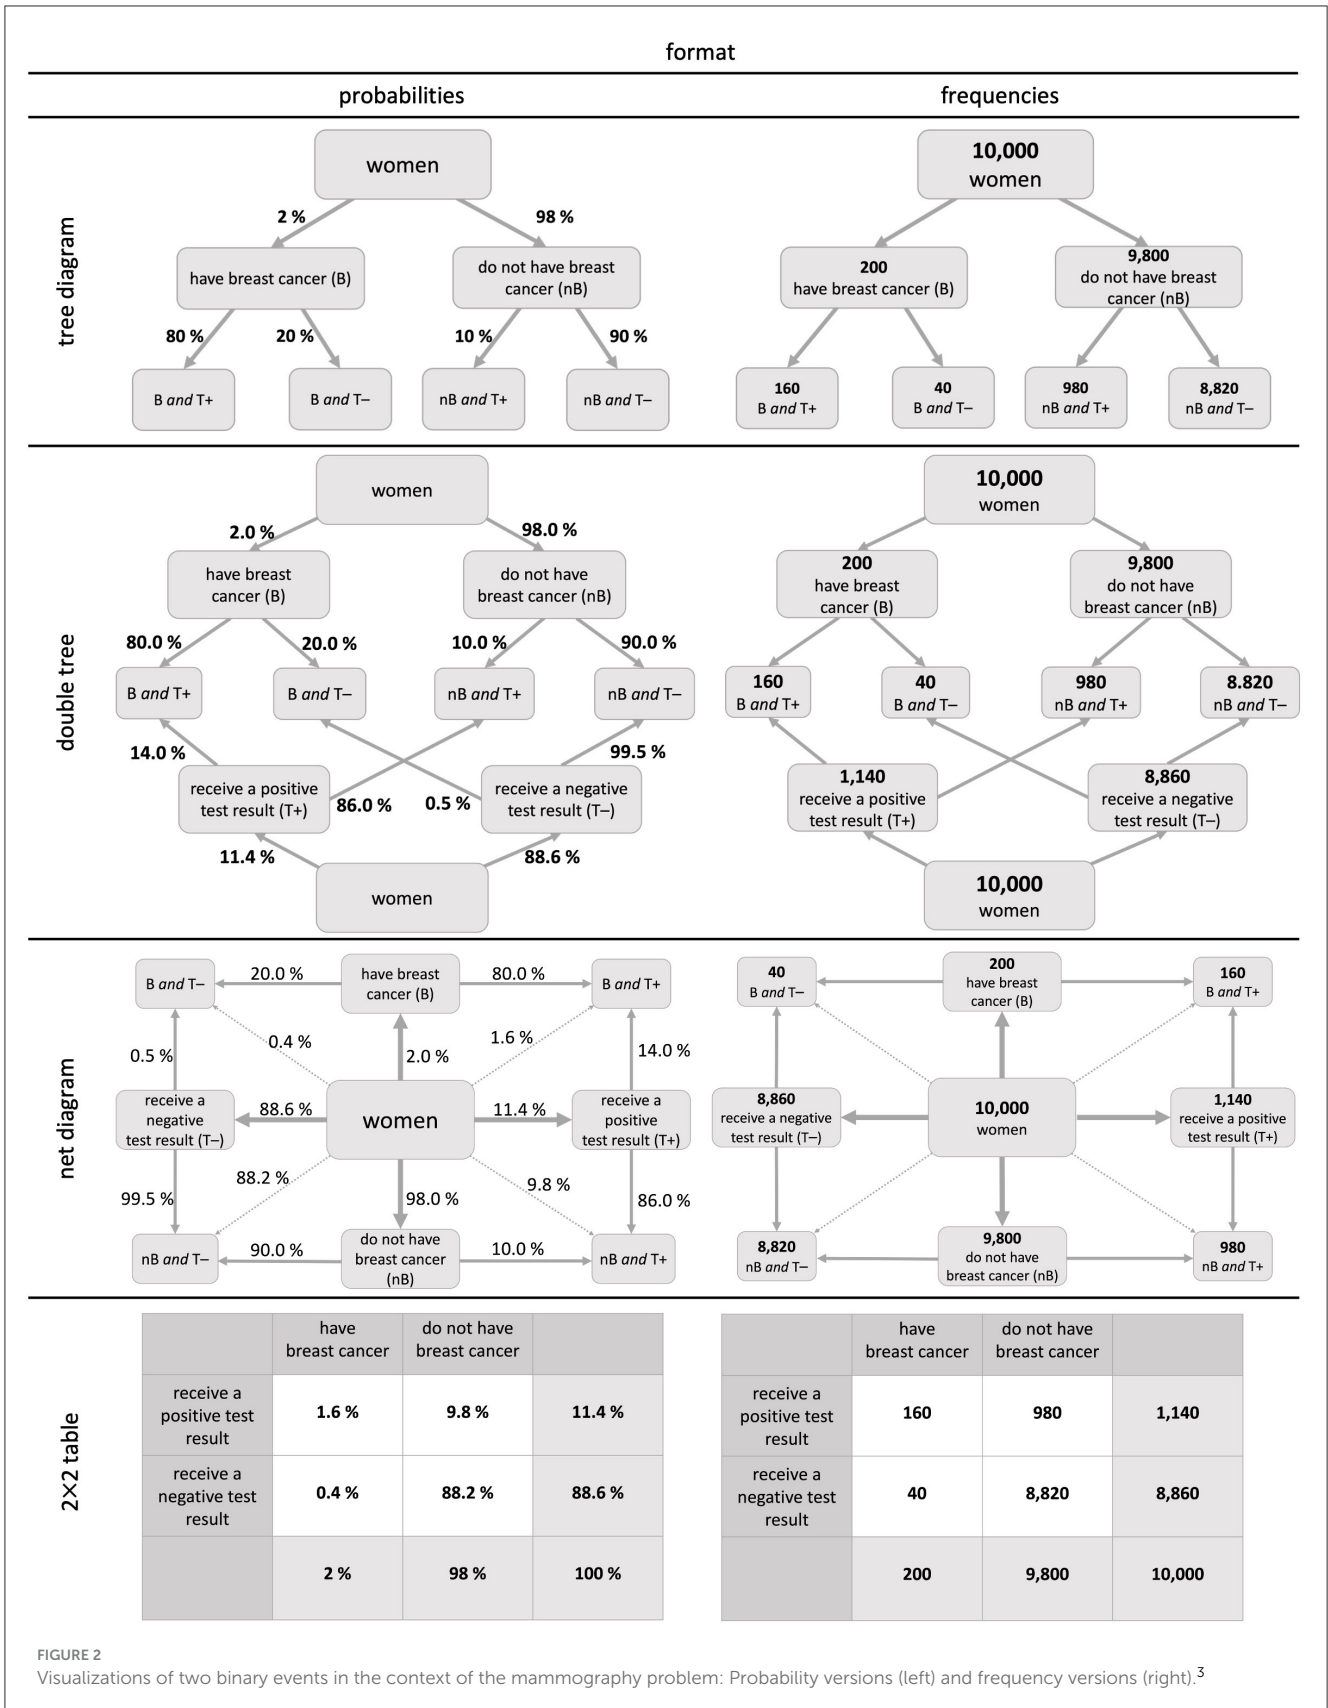 format
probabilities
frequencies
tree diagram
women
2 %
98 %
have breast cancer (B)
do not have breast
cancer (nB)
80 %
20 %
10 %
90 %
B and T+
B and T–
nB and T+
nB and T–
10,000
women
200
have breast cancer (B)
9,800
do not have breast
cancer (nB)
160
B and T+
40
B and T–
980
nB and T+
8,820
nB and T–
double tree
women
2.0 %
98.0 %
have breast
cancer (B)
do not have
breast cancer (nB)
80.0 %
20.0 %
10.0 %
90.0 %
B and T+
B and T–
nB and T+
nB and T–
14.0 %
99.5 %
receive a positive
test result (T+)
86.0 %
0.5 %
receive a negative
test result (T–)
11.4 %
88.6 %
women
10,000
women
200
have breast
cancer (B)
9,800
do not have
breast cancer (nB)
160
B and T+
40
B and T–
980
nB and T+
8.820
nB and T–
1,140
receive a positive
test result (T+)
8,860
receive a negative
test result (T–)
10,000
women
net diagram
B and T–
20.0 %
have breast
cancer (B)
80.0 %
B and T+
0.5 %
0.4 %
2.0 %
1.6 %
14.0 %
receive a
negative
test result (T–)
88.6 %
women
11.4 %
receive a
positive
test result (T+)
99.5 %
88.2 %
98.0 %
9.8 %
86.0 %
nB and T–
90.0 %
do not have
breast cancer
(nB)
10.0 %
nB and T+
40
B and T–
200
have breast
cancer (B)
160
B and T+
8,860
receive a negative
test result (T–)
10,000
women
1,140
receive a positive
test result (T+)
8,820
nB and T–
9,800
do not have
breast cancer (nB)
980
nB and T+
2×2 table
have
breast cancer
do not have
breast cancer
receive a
positive test
result
1.6 %
9.8 %
11.4 %
receive a
negative test
result
0.4 %
88.2 %
88.6 %
2 %
98 %
100 %
have
breast cancer
do not have
breast cancer
receive a
positive test
result
160
980
1,140
receive a
negative test
result
40
8,820
8,860
200
9,800
10,000
FIGURE 2
Visualizations of two binary events in the context of the mammography problem: Probability versions (left) and frequency versions (right).3